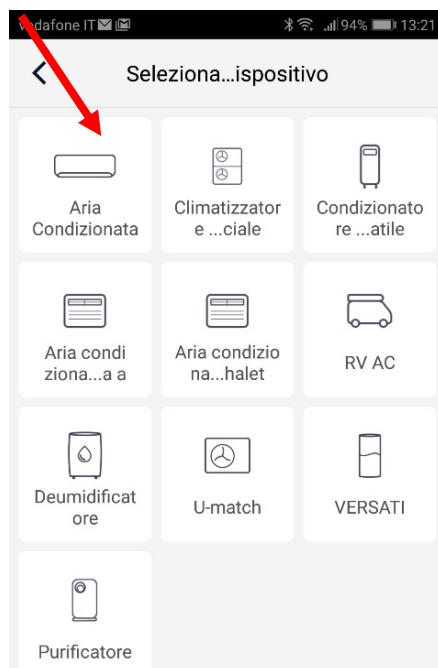 vodafone IT 94% 13:21
Seleziona...ispositivo
Aria
Condizionata
Climatizzator
e ...ciale
Condizionato
re ...atile
Aria condi
ziona...a a
Aria condizio
na...halet
RV AC
Deumidificat
ore
U-match
VERSATI
Purificatore